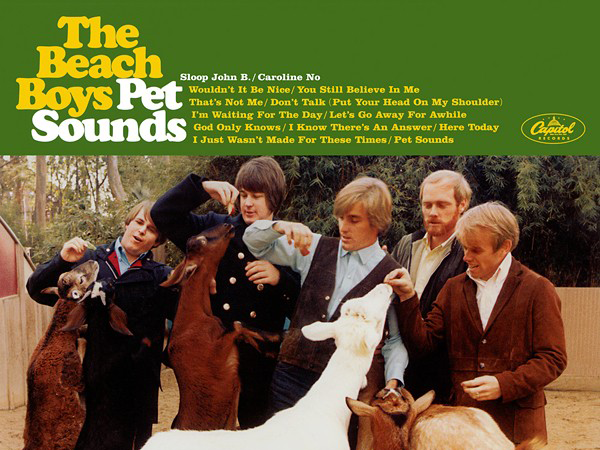 The
Beach
Boys Pet
Sounds
Sloop John B./Caroline No
Wouldn't It Be Nice/You Still Believe In Me
That's Not Me/Don't Talk (Put Your Head On My Shoulder)
I'm Waiting For The Day/Let's Go Away For Awhile
God Only Knows/I Know There's An Answer/Here Today
I Just Wasn't Made For These Times/Pet Sounds
Capitol
RECORDS